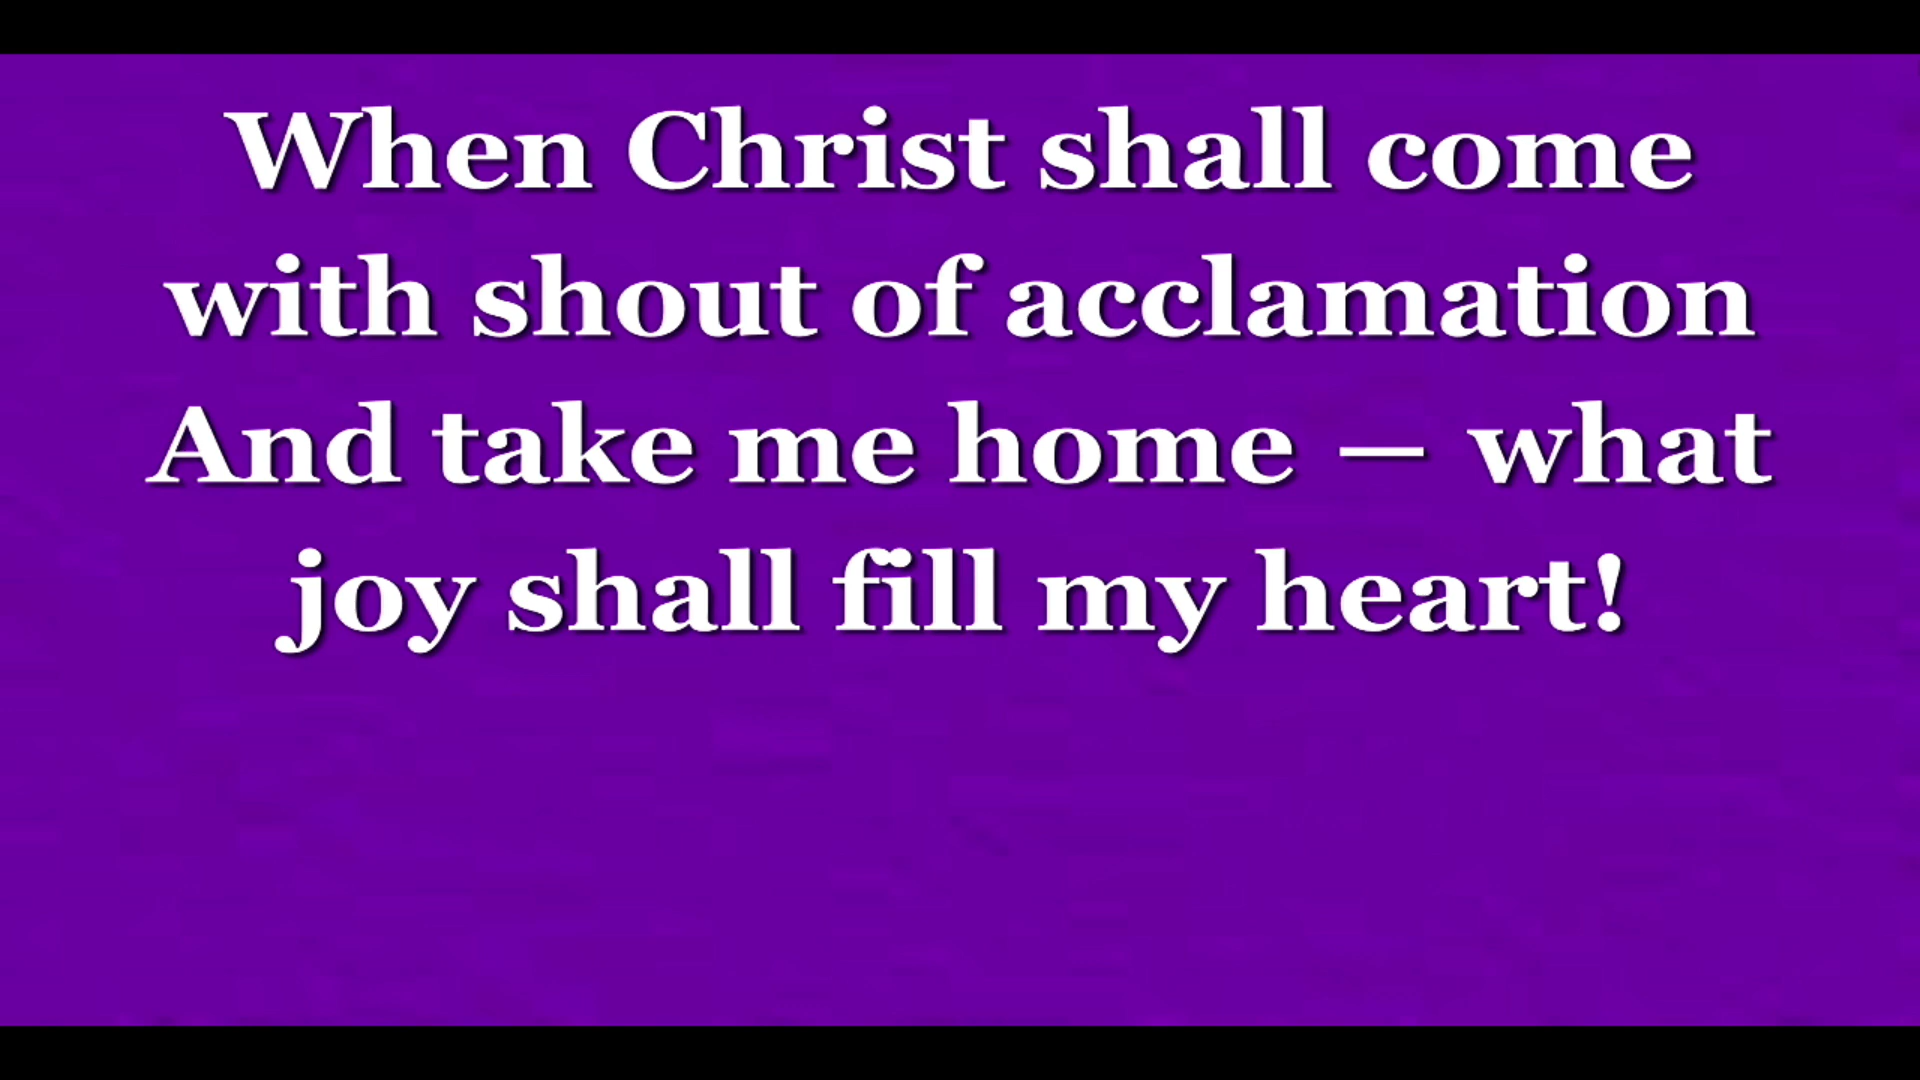 When Christ shall come
with shout of acclamation
And take me home — what
joy shall fill my heart!